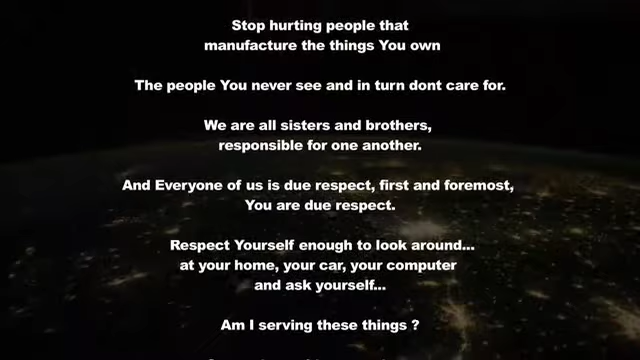 Stop hurting people that
manufacture the things You own
The people You never see and in turn dont care for.
We are all sisters and brothers,
responsible for one another.
And Everyone of us is due respect, first and foremost,
You are due respect.
Respect Yourself enough to look around...
at your home, your car, your computer
and ask yourself...
Am I serving these things ?